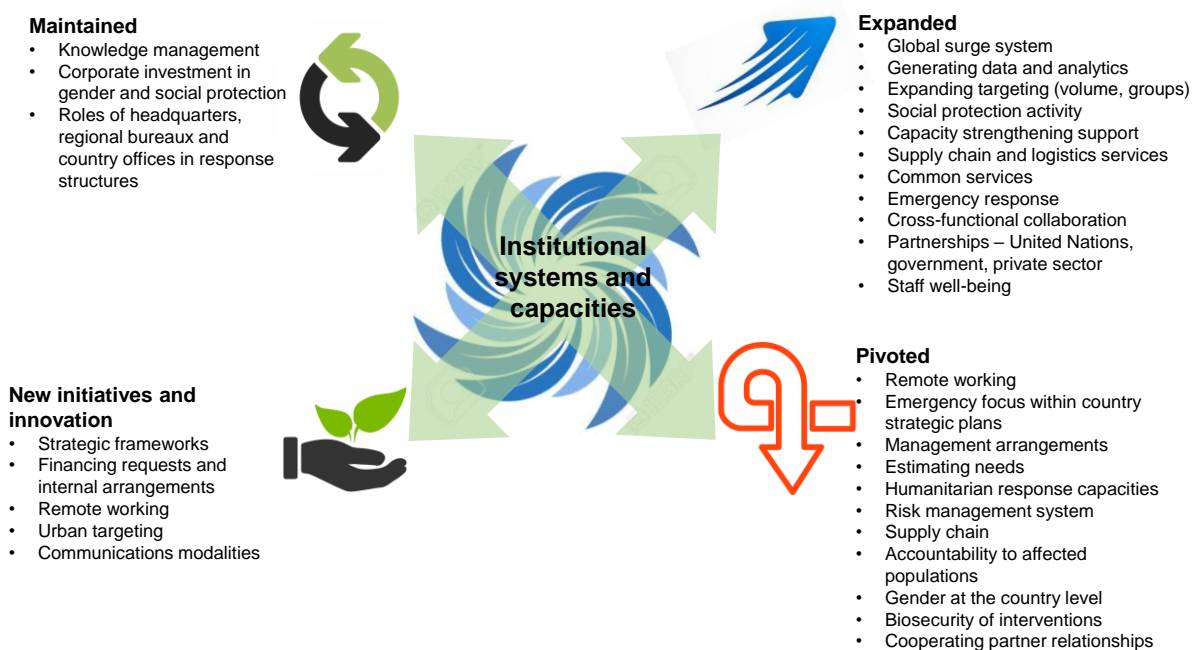 Maintained
• Knowledge management
• Corporate investment in
gender and social protection
• Roles of headquarters,
regional bureaux and
country offices in response
structures
Expanded
• Global surge system
• Generating data and analytics
• Expanding targeting (volume, groups)
• Social protection activity
• Capacity strengthening support
• Supply chain and logistics services
• Common services
• Emergency response
• Cross-functional collaboration
• Partnerships – United Nations,
government, private sector
• Staff well-being
Institutional
systems and
capacities
New initiatives and
innovation
• Strategic frameworks
• Financing requests and
internal arrangements
• Remote working
• Urban targeting
• Communications modalities
Pivoted
• Remote working
• Emergency focus within country
strategic plans
• Management arrangements
• Estimating needs
• Humanitarian response capacities
• Risk management system
• Supply chain
• Accountability to affected
populations
• Gender at the country level
• Biosecurity of interventions
• Cooperating partner relationships